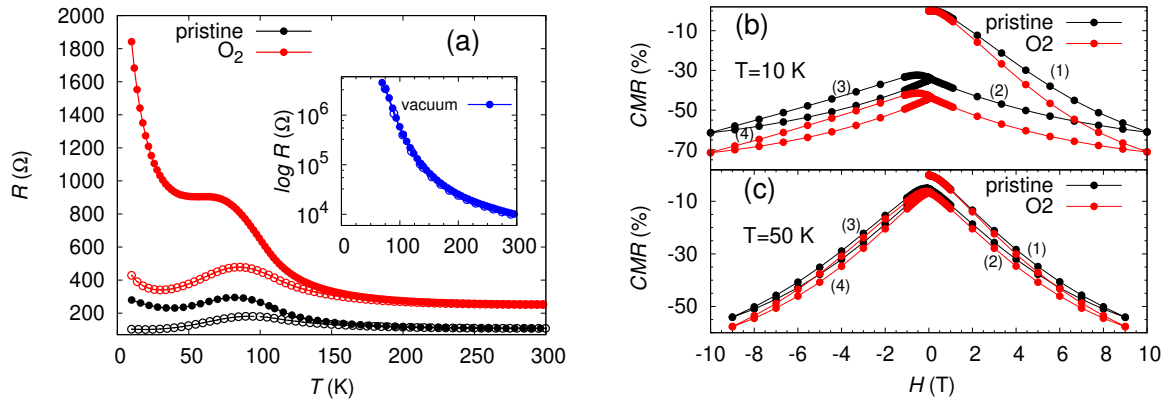 (a)
pristine
O2
2000
1800
1600
1400
1200
1000
800
600
400
200
R (Ω)
0
50
100
150
200
250
300
T (K)
vacuum
log R (Ω)
10^6
10^5
10^4
0
100
200
300
(b)
pristine
O2
T=10 K
CMR (%)
-10
-30
-50
-70
(1)
(2)
(3)
(4)
(c)
pristine
O2
T=50 K
CMR (%)
-10
-30
-50
(1)
(2)
(3)
(4)
-10
-8
-6
-4
-2
0
2
4
6
8
10
H (T)